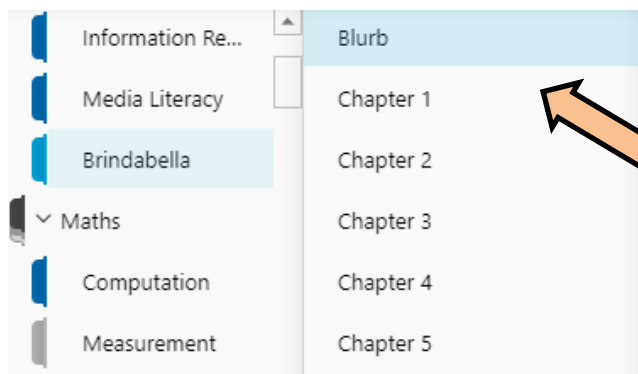 Information Re...
Media Literacy
Brindabella
Maths
Computation
Measurement
Blurb
Chapter 1
Chapter 2
Chapter 3
Chapter 4
Chapter 5